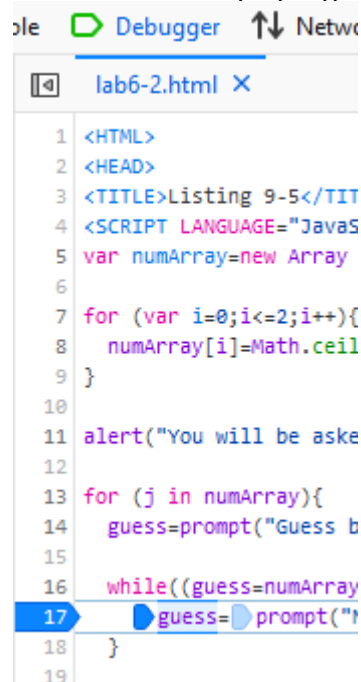 Debugger
lab6-2.html
1 <HTML>
2 <HEAD>
3 <TITLE>Listing 9-5</TIT
4 <SCRIPT LANGUAGE="JavaS
5 var numArray=new Array
6
7 for (var i=0;i<=2;i++){
8 numArray[i]=Math.ceil
9 }
10
11 alert("You will be aske
12
13 for (j in numArray){
14 guess=prompt("Guess b
15
16 while((guess=numArray
17 guess=prompt("
18 }
19